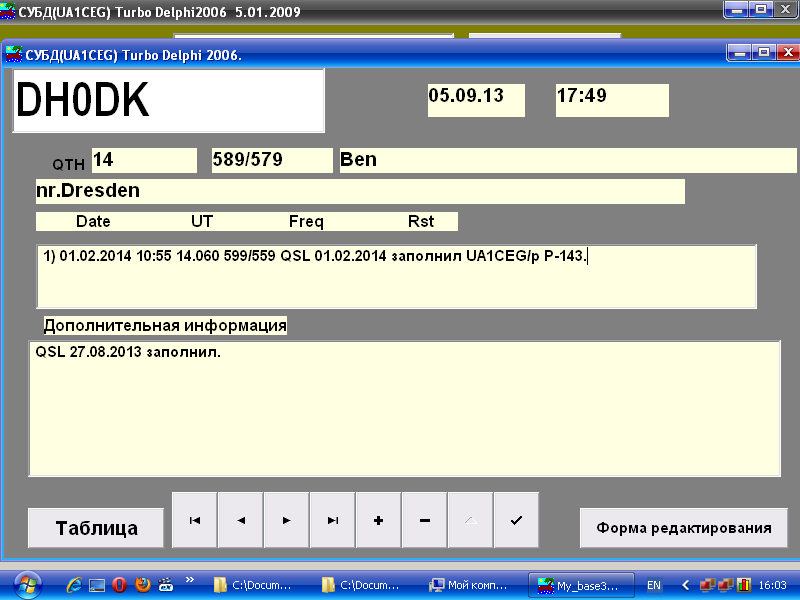 СУБД(UA1CEG) Turbo Delphi2006  5.01.2009
СУБД(UA1CEG) Turbo Delphi 2006.
DH0DK
05.09.13
17:49
QTH 14
589/579
Ben
nr.Dresden
Date UT Freq Rst
1) 01.02.2014 10:55 14.060 599/559 QSL 01.02.2014 заполнил UA1CEG/p P-143.
Дополнительная информация
QSL 27.08.2013 заполнил.
Таблица
Форма редактирования
C:\Docum...
C:\Docum...
Мой комп...
My_base3...
EN
16:03